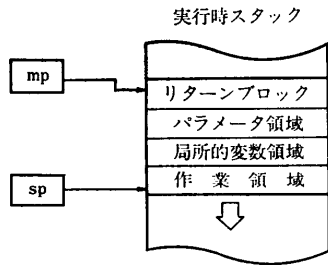 実行時スタック
mp
リターンブロック
パラメータ領域
局所的変数領域
sp
作業領域